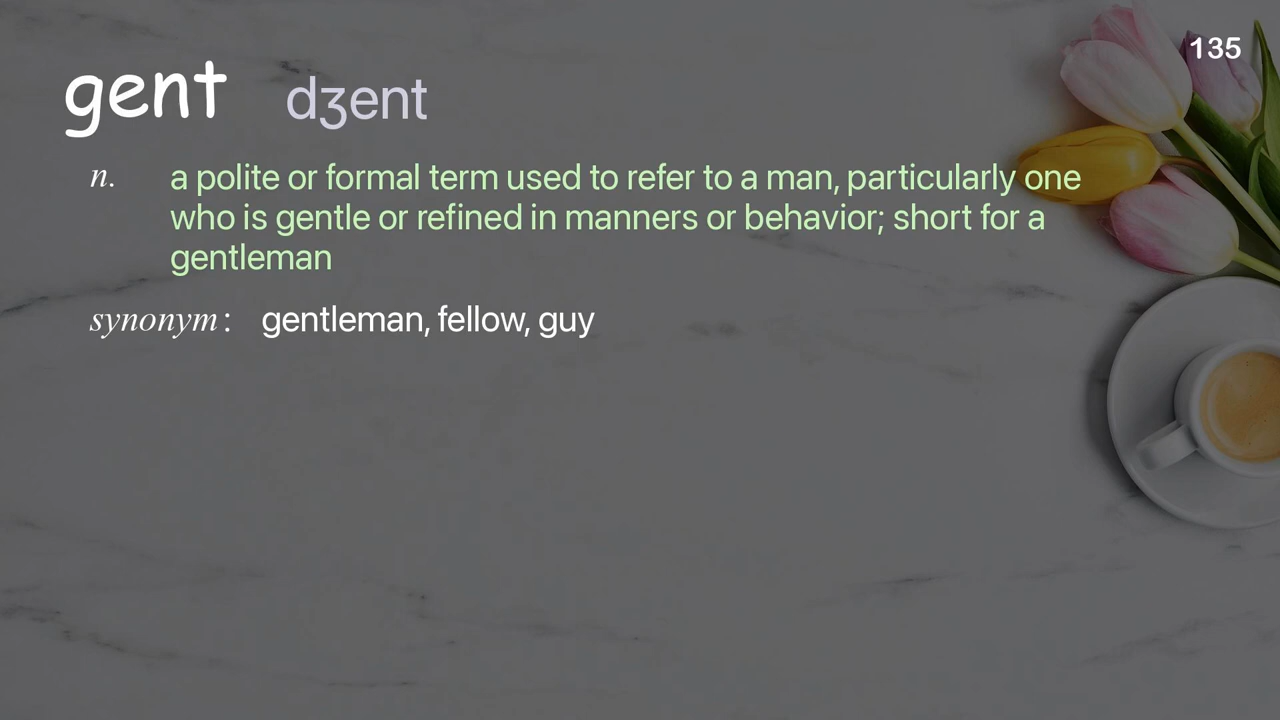 135
gent dʒent
n. a polite or formal term used to refer to a man, particularly one
who is gentle or refined in manners or behavior; short for a
gentleman
synonym: gentleman, fellow, guy